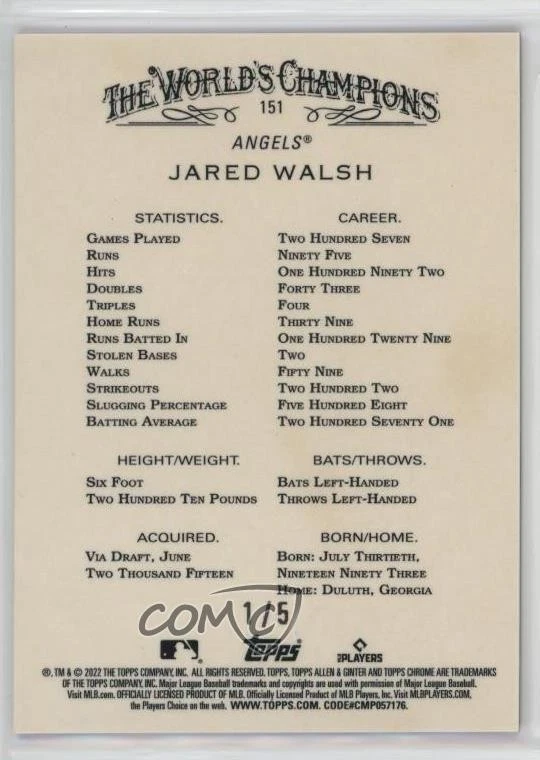 THE WORLD'S CHAMPIONS
151
ANGELS®
JARED WALSH
STATISTICS. CAREER.
GAMES PLAYED TWO HUNDRED SEVEN
RUNS NINETY FIVE
HITS ONE HUNDRED NINETY TWO
DOUBLES FORTY THREE
TRIPLES FOUR
HOME RUNS THIRTY NINE
RUNS BATTED IN ONE HUNDRED TWENTY NINE
STOLEN BASES TWO
WALKS FIFTY NINE
STRIKEOUTS TWO HUNDRED TWO
SLUGGING PERCENTAGE FIVE HUNDRED EIGHT
BATTING AVERAGE TWO HUNDRED SEVENTY ONE
HEIGHT/WEIGHT. BATS/THROWS.
SIX FOOT BATS LEFT-HANDED
TWO HUNDRED TEN POUNDS THROWS LEFT-HANDED
ACQUIRED. BORN/HOME.
VIA DRAFT, JUNE BORN: JULY THIRTIETH,
TWO THOUSAND FIFTEEN NINETEEN NINETY THREE
HOME: DULUTH, GEORGIA
COMC
1/5
TOPPS PLAYERS
®, TM & © 2022 THE TOPPS COMPANY, INC. ALL RIGHTS RESERVED. TOPPS, TOPPS ALLEN & GINTER AND TOPPS CHROME ARE TRADEMARKS
OF THE TOPPS COMPANY, INC. Major League Baseball trademarks and copyrights are used with permission of Major League Baseball.
Visit MLB.com. OFFICIALLY LICENSED PRODUCT OF MLB. Officially Licensed Product of MLB Players, Inc. Visit MLBPLAYERS.COM,
the Players Choice on the web. WWW.TOPPS.COM. CODE#CMP057176.